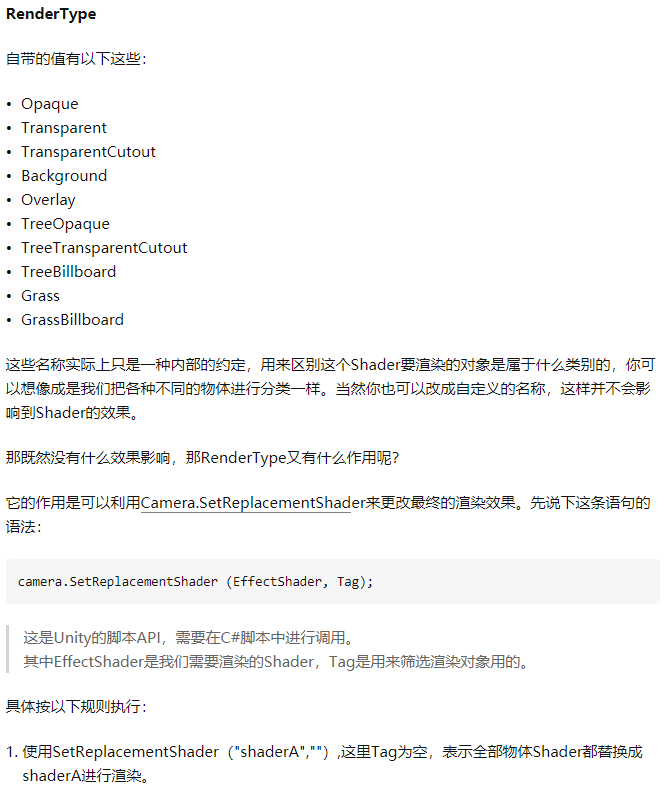 RenderType
自带的值有以下这些：
• Opaque
• Transparent
• TransparentCutout
• Background
• Overlay
• TreeOpaque
• TreeTransparentCutout
• TreeBillboard
• Grass
• GrassBillboard
这些名称实际上只是一种内部的约定，用来区别这个Shader要渲染的对象是属于什么类别的，你可
以想像成是我们把各种不同的物体进行分类一样。当然你也可以改成自定义的名称，这样并不会影
响到Shader的效果。
那既然没有什么效果影响，那RenderType又有什么作用呢？
它的作用是可以利用Camera.SetReplacementShader来更改最终的渲染效果。先说下这条语句的
语法：
camera.SetReplacementShader (EffectShader, Tag);
这是Unity的脚本API，需要在C#脚本中进行调用。
其中EffectShader是我们需要渲染的Shader，Tag是用来筛选渲染对象用的。
具体按以下规则执行：
1. 使用SetReplacementShader（"shaderA",""）,这里Tag为空，表示全部物体Shader都替换成
shaderA进行渲染。